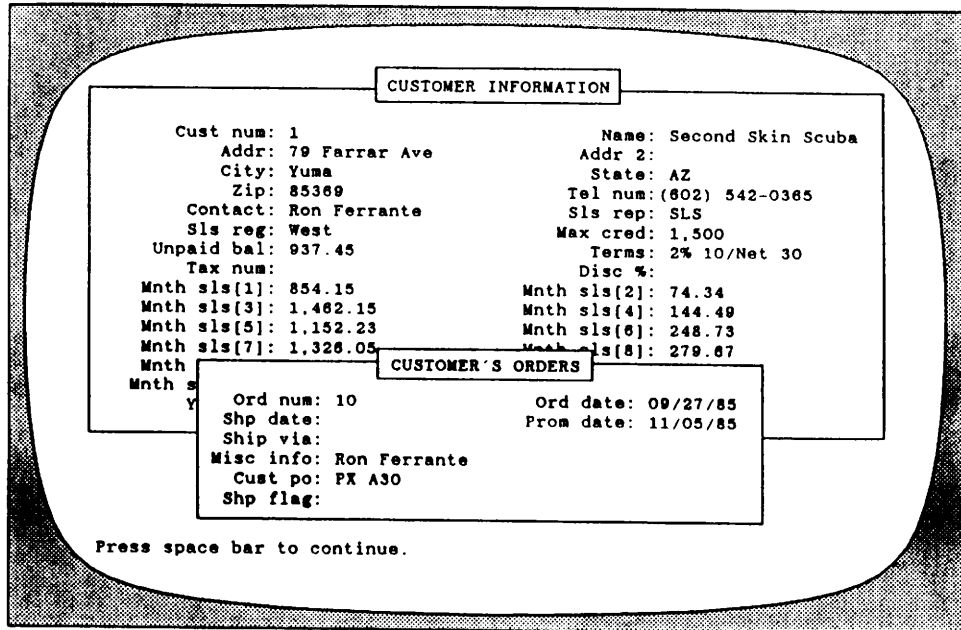 CUSTOMER INFORMATION
Cust num: 1 Name: Second Skin Scuba
Addr: 79 Farrar Ave Addr 2:
City: Yuma State: AZ
Zip: 85369 Tel num:(602) 542-0365
Contact: Ron Ferrante Sls rep: SLS
Sls reg: West Max cred: 1,500
Unpaid bal: 937.45 Terms: 2% 10/Net 30
Tax num: Disc %:
Mnth sls[1]: 854.15 Mnth sls[2]: 74.34
Mnth sls[3]: 1,462.15 Mnth sls[4]: 144.49
Mnth sls[5]: 1,152.23 Mnth sls[6]: 248.73
Mnth sls[7]: 1,326.05 Mnth sls[8]: 279.67
Mnth
Mnth s
Y
CUSTOMER'S ORDERS
Ord num: 10 Ord date: 09/27/85
Shp date: Prom date: 11/05/85
Ship via:
Misc info: Ron Ferrante
Cust po: PX A30
Shp flag:
Press space bar to continue.